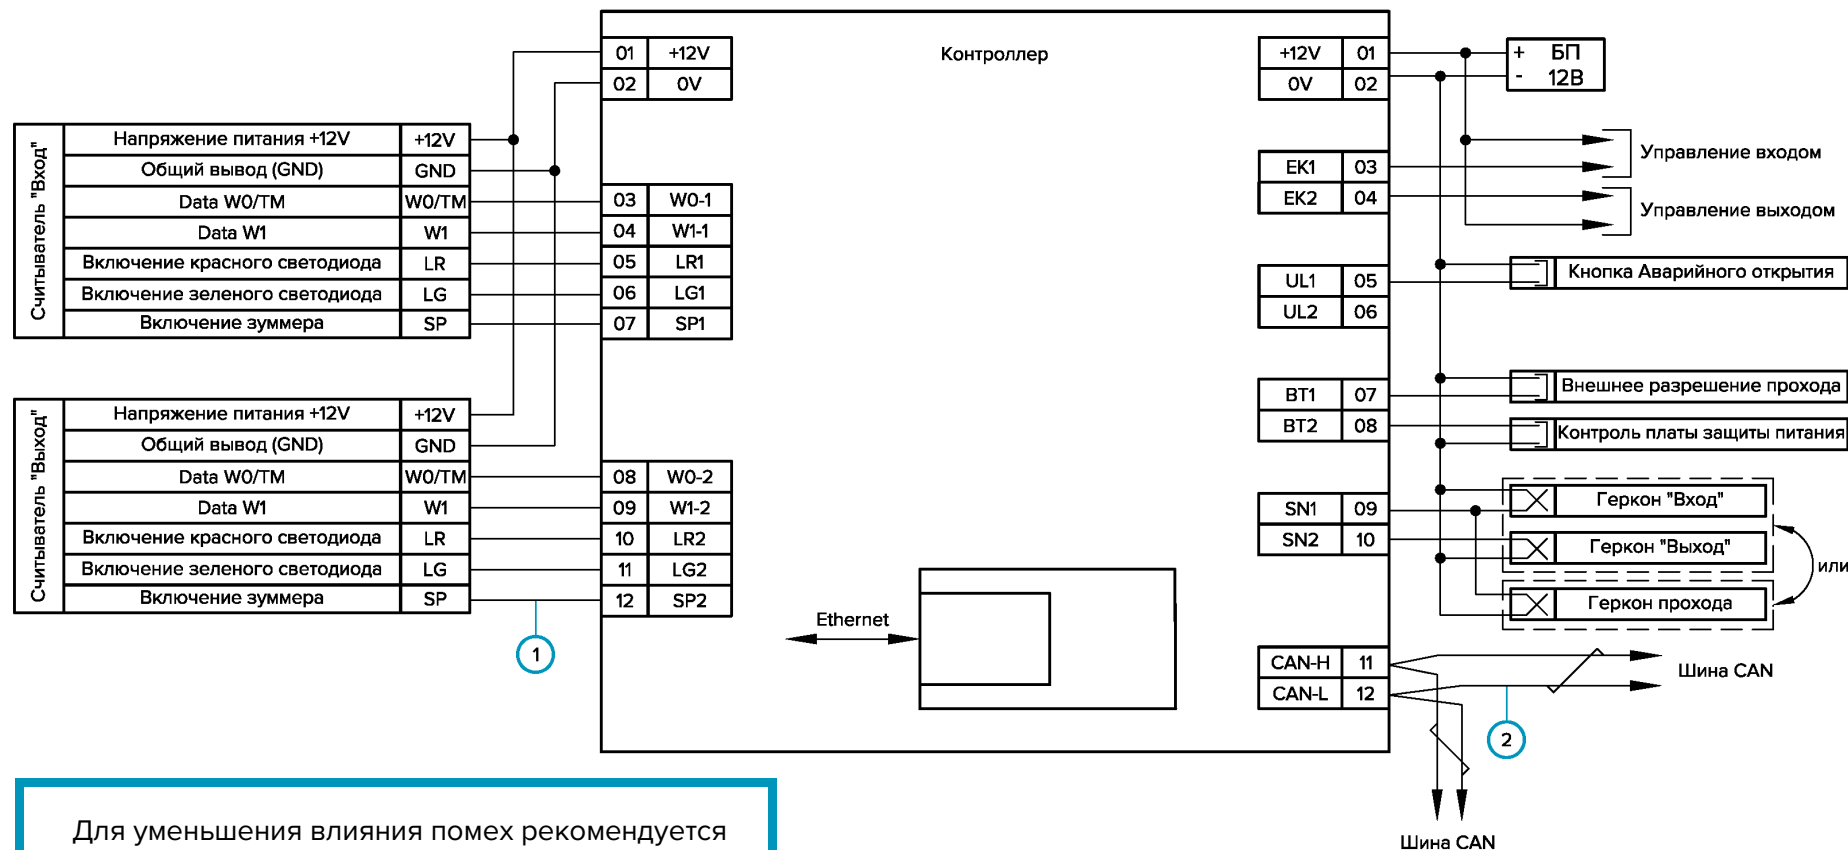 Контроллер
01 +12V
02 0V
Считыватель "Вход"
Напряжение питания +12V +12V
Общий вывод (GND) GND
Data W0/TM W0/TM
Data W1 W1
Включение красного светодиода LR
Включение зеленого светодиода LG
Включение зуммера SP
03 W0-1
04 W1-1
05 LR1
06 LG1
07 SP1
Считыватель "Выход"
Напряжение питания +12V +12V
Общий вывод (GND) GND
Data W0/TM W0/TM
Data W1 W1
Включение красного светодиода LR
Включение зеленого светодиода LG
Включение зуммера SP
08 W0-2
09 W1-2
10 LR2
11 LG2
12 SP2
1
Ethernet
+12V 01
0V 02
+ БП
- 12В
EK1 03
EK2 04
Управление входом
Управление выходом
UL1 05
UL2 06
Кнопка Аварийного открытия
BT1 07
BT2 08
Внешнее разрешение прохода
Контроль платы защиты питания
SN1 09
SN2 10
Геркон "Вход"
Геркон "Выход"
или
Геркон прохода
CAN-H 11
CAN-L 12
Шина CAN
2
Шина CAN
Для уменьшения влияния помех рекомендуется